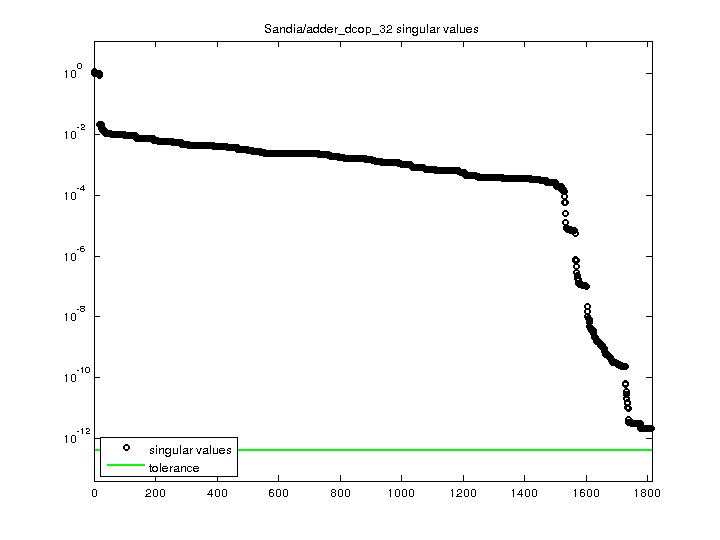 Sandia/adder_dcop_32 singular values
10^0
10^-2
10^-4
10^-6
10^-8
10^-10
10^-12
singular values
tolerance
0 200 400 600 800 1000 1200 1400 1600 1800